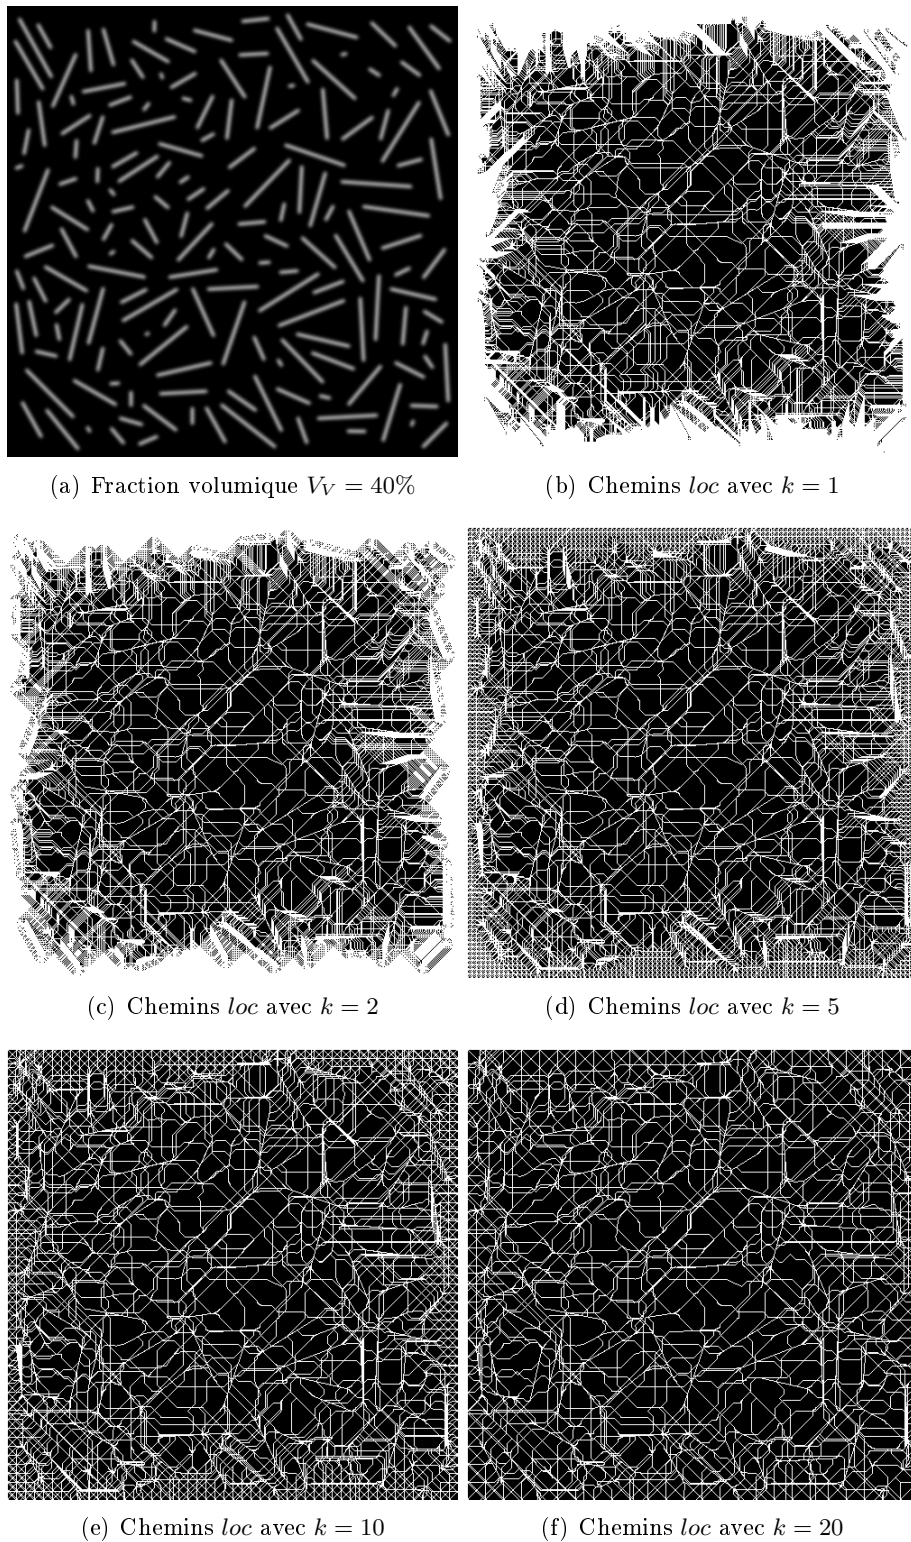 (a) Fraction volumique $V_V = 40\%$
(b) Chemins loc avec $k = 1$
(c) Chemins loc avec $k = 2$
(d) Chemins loc avec $k = 5$
(e) Chemins loc avec $k = 10$
(f) Chemins loc avec $k = 20$